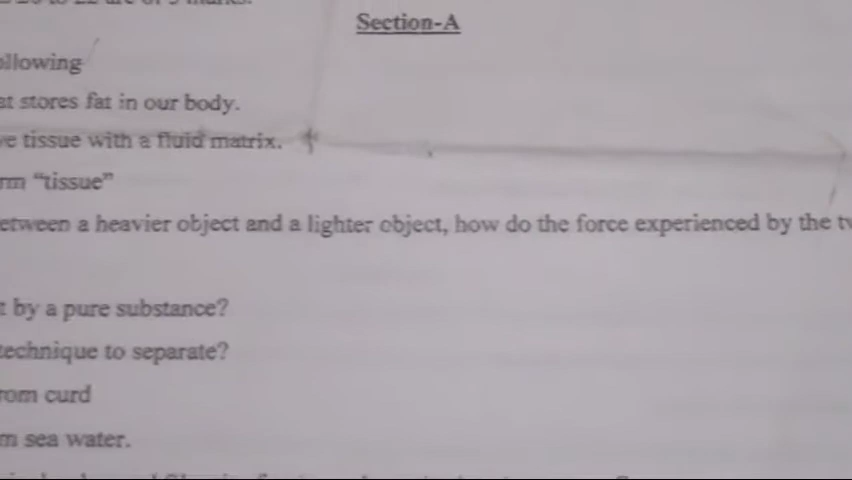 Section-A
ollowing
at stores fat in our body.
ve tissue with a fluid matrix.
rm “tissue”
etween a heavier object and a lighter object, how do the force experienced by the tw
t by a pure substance?
technique to separate?
rom curd
m sea water.